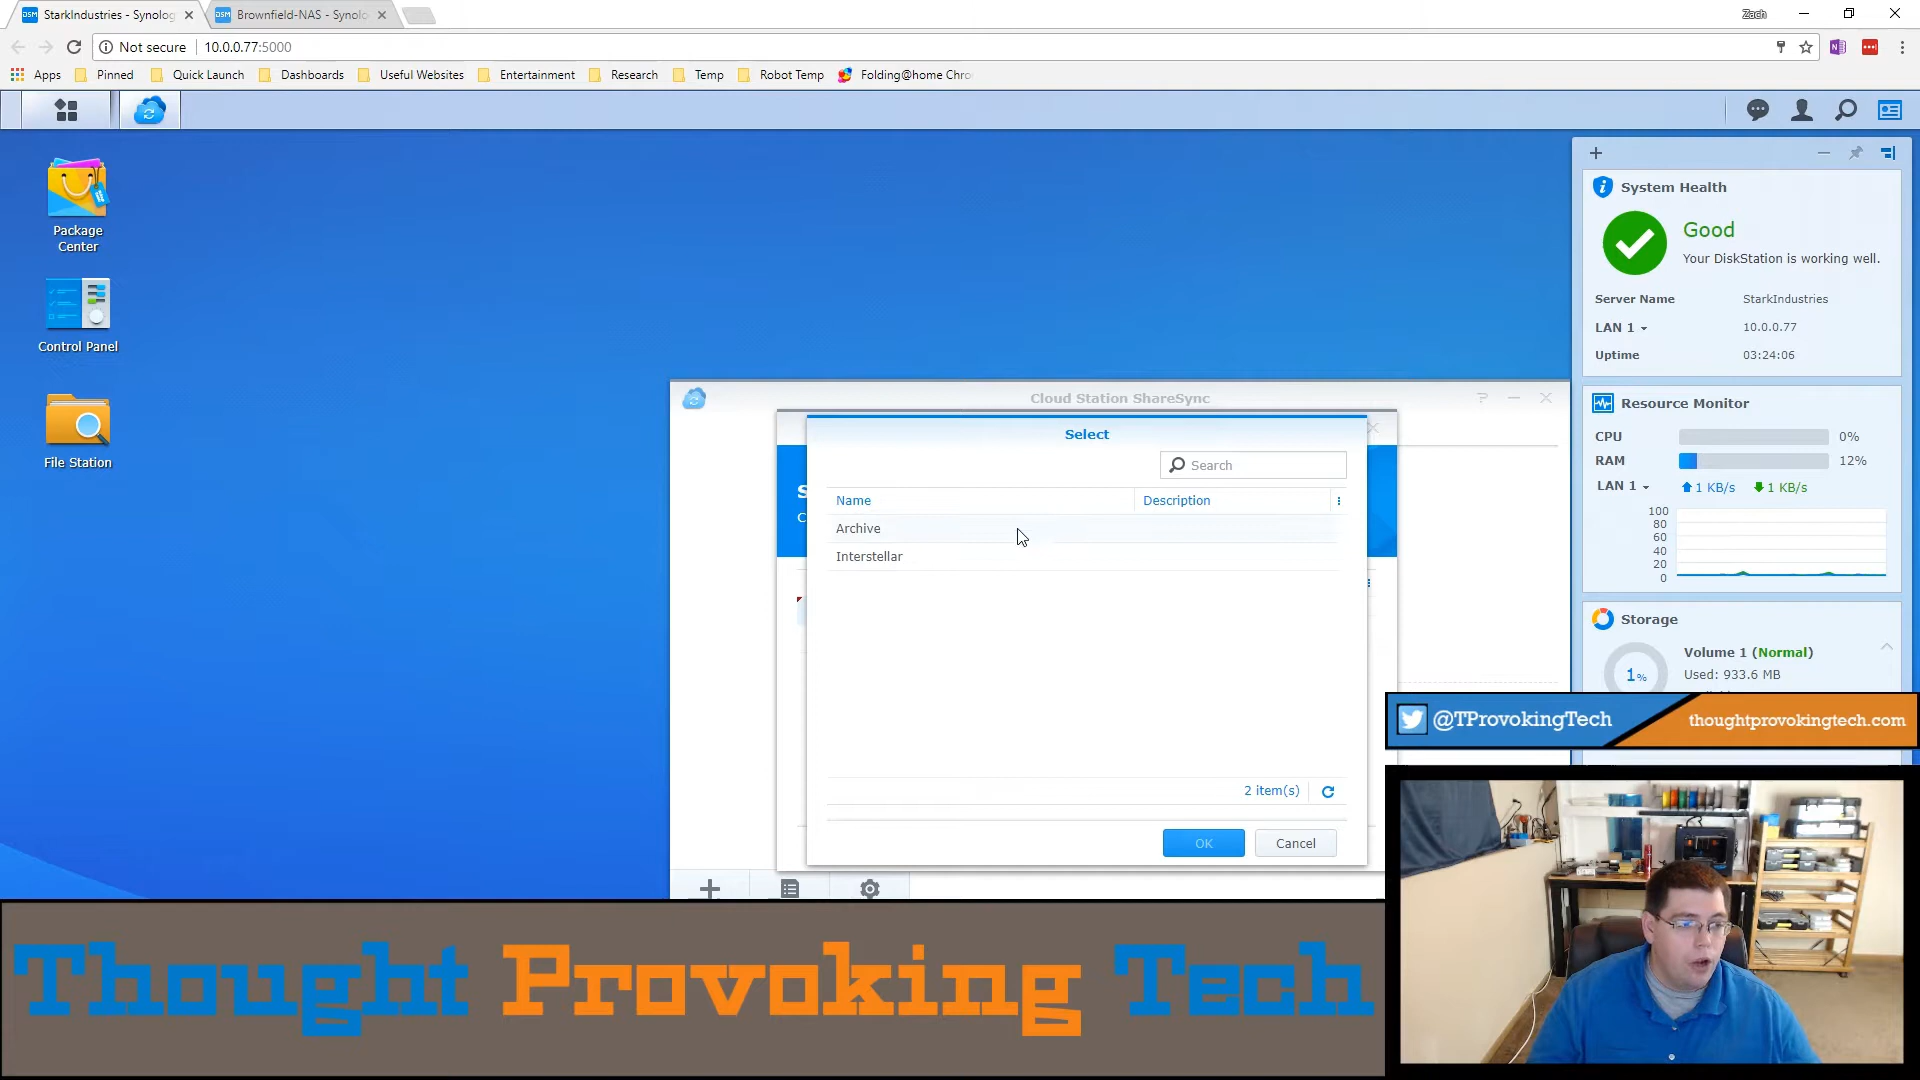 StarkIndustries - Synolog
Brownfield-NAS - Synolo
Zach
Not secure
10.0.0.77:5000
Apps
Pinned
Quick Launch
Dashboards
Useful Websites
Entertainment
Research
Temp
Robot Temp
Folding@home Chro
Package
Center
Control Panel
File Station
Cloud Station ShareSync
Select
Search
Name
Description
Archive
Interstellar
2 item(s)
OK
Cancel
System Health
Good
Your DiskStation is working well.
Server Name
StarkIndustries
LAN 1
10.0.0.77
Uptime
03:24:06
Resource Monitor
CPU
0%
RAM
12%
LAN 1
1 KB/s
1 KB/s
100
80
60
40
20
0
Storage
Volume 1 (Normal)
1%
Used: 933.6 MB
@TProvokingTech
thoughtprovokingtech.com
Thought Provoking Tech